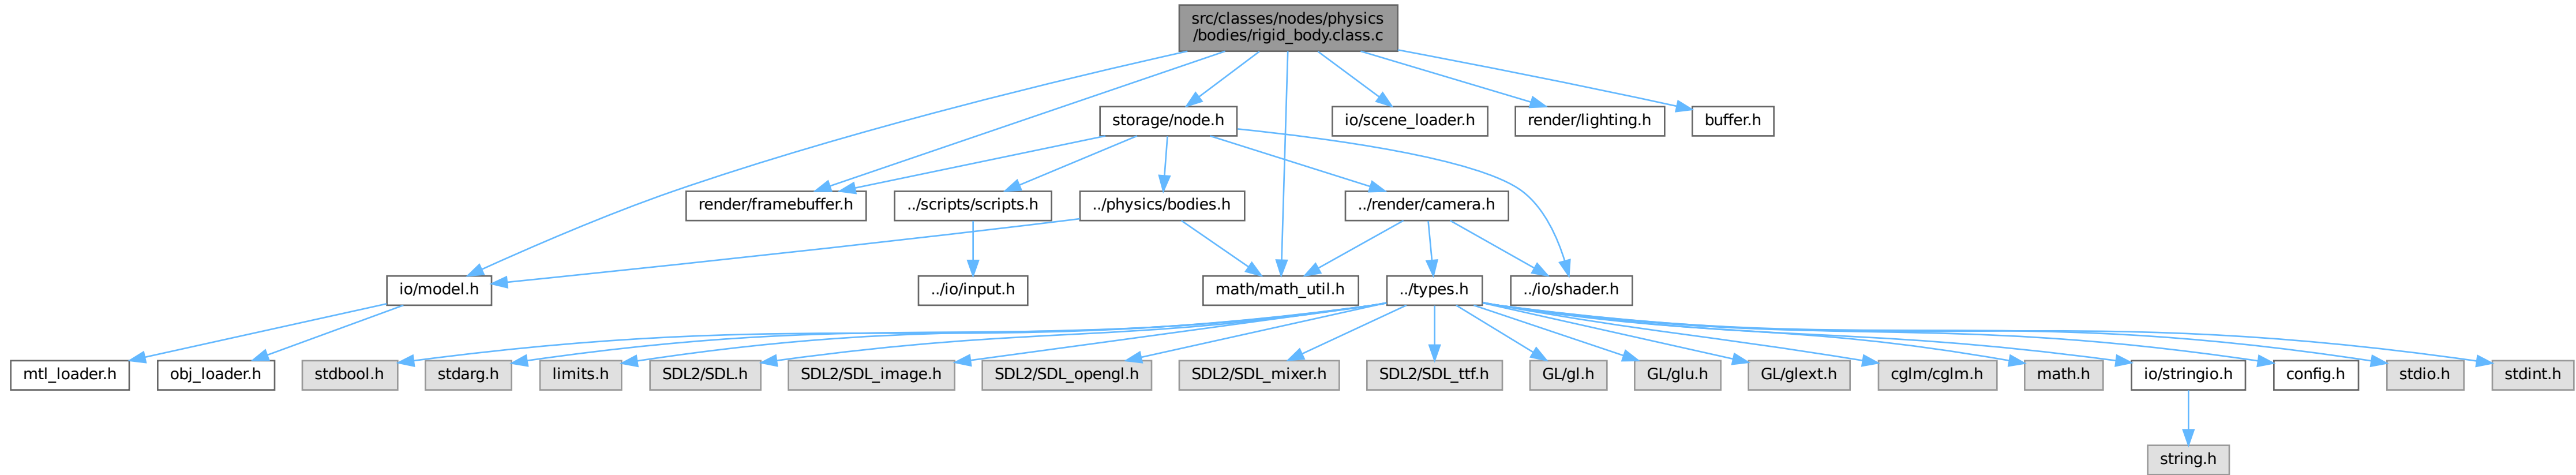 src/classes/nodes/physics
/bodies/rigid_body.class.c
storage/node.h
io/scene_loader.h
render/lighting.h
buffer.h
render/framebuffer.h
../scripts/scripts.h
../physics/bodies.h
../render/camera.h
io/model.h
../io/input.h
math/math_util.h
../types.h
../io/shader.h
mtl_loader.h
obj_loader.h
stdbool.h
stdarg.h
limits.h
SDL2/SDL.h
SDL2/SDL_image.h
SDL2/SDL_opengl.h
SDL2/SDL_mixer.h
SDL2/SDL_ttf.h
GL/gl.h
GL/glu.h
GL/glext.h
cglm/cglm.h
math.h
io/stringio.h
config.h
stdio.h
stdint.h
string.h